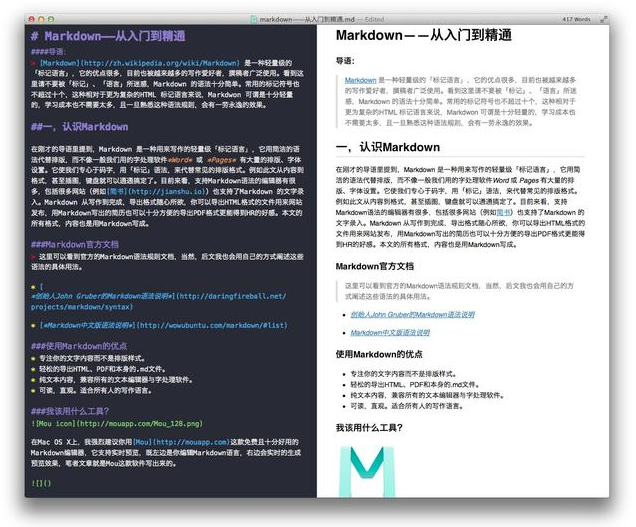 markdown——从入门到精通.md — Edited
417 Words
# Markdown——从入门到精通
####导语：
> [Markdown](http://zh.wikipedia.org/wiki/Markdown) 是一种轻量级的
「标记语言」，它的优点很多，目前也被越来越多的写作爱好者，撰稿者广泛使用。看到这
里请不要被「标记」、「语言」所迷惑，Markdown 的语法十分简单。常用的标记符号也
不超过十个，这种相对于更为复杂的HTML 标记语言来说，Markdwon 可谓是十分轻量
的，学习成本也不需要太多，且一旦熟悉这种语法规则，会有一劳永逸的效果。
##一，认识Markdown
在刚才的导语里提到，Markdown 是一种用来写作的轻量级「标记语言」，它用简洁的语
法代替排版，而不像一般我们用的字处理软件*Word* 或 *Pages* 有大量的排版、字体
设置。它使我们专心于码字，用「标记」语法，来代替常见的排版格式。例如此文从内容到
格式，甚至插图，键盘就可以通通搞定了。目前来看，支持Markdown语法的编辑器有很
多，包括很多网站（例如[简书](http://jianshu.io)）也支持了Markdown的文字录
入。Markdown 从写作到完成，导出格式随心所欲，你可以导出HTML格式的文件用来网站
发布，用Markdown写出的简历也可以十分方便的导出PDF格式更能得到HR的好感。本文的
所有格式，内容也是用Markdown写成。
###Markdown官方文档
> 这里可以看到官方的Markdown语法规则文档，当然，后文我也会用自己的方式阐述这些
语法的具体用法。
* [
*创始人John Gruber的Markdown语法说明*](http://daringfireball.net/
projects/markdown/syntax)
* [*Markdown中文版语法说明*](http://wowubuntu.com/markdown/#list)
###使用Markdown的优点
* 专注你的文字内容而不是排版样式。
* 轻松的导出HTML、PDF和本身的.md文件。
* 纯文本内容，兼容所有的文本编辑器与字处理软件。
* 可读，直观。适合所有人的写作语言。
###我该用什么工具？
![Mou icon](http://mouapp.com/Mou_128.png)
在Mac OS X上，我强烈建议你用[Mou](http://mouapp.com)这款免费且十分好用的
Markdown编辑器，它支持实时预览，既左边是你编辑Markdown语言，右边会实时的生成
预览效果，笔者文章就是Mou这款软件写出来的。
![]()
Markdown——从入门到精通
导语：
Markdown 是一种轻量级的「标记语言」，它的优点很多，目前也被越来越多
的写作爱好者，撰稿者广泛使用。看到这里请不要被「标记」、「语言」所迷
惑，Markdown 的语法十分简单。常用的标记符号也不超过十个，这种相对于
更为复杂的HTML 标记语言来说，Markdwon 可谓是十分轻量的，学习成本也
不需要太多，且一旦熟悉这种语法规则，会有一劳永逸的效果。
一，认识Markdown
在刚才的导语里提到，Markdown 是一种用来写作的轻量级「标记语言」，它用简
洁的语法代替排版，而不像一般我们用的字处理软件 Word 或 Pages 有大量的排
版、字体设置。它使我们专心于码字，用「标记」语法，来代替常见的排版格式。
例如此文从内容到格式，甚至插图，键盘就可以通通搞定了。目前来看，支持
Markdown语法的编辑器有很多，包括很多网站（例如简书）也支持了Markdown 的
文字录入。Markdown 从写作到完成，导出格式随心所欲，你可以导出HTML格式的
文件用来网站发布，用Markdown写出的简历也可以十分方便的导出PDF格式更能得
到HR的好感。本文的所有格式，内容也是用Markdown写成。
Markdown官方文档
这里可以看到官方的Markdown语法规则文档，当然，后文我也会用自己的方
式阐述这些语法的具体用法。
• 创始人John Gruber的Markdown语法说明
• Markdown中文版语法说明
使用Markdown的优点
• 专注你的文字内容而不是排版样式。
• 轻松的导出HTML、PDF和本身的.md文件。
• 纯文本内容，兼容所有的文本编辑器与字处理软件。
• 可读，直观。适合所有人的写作语言。
我该用什么工具？